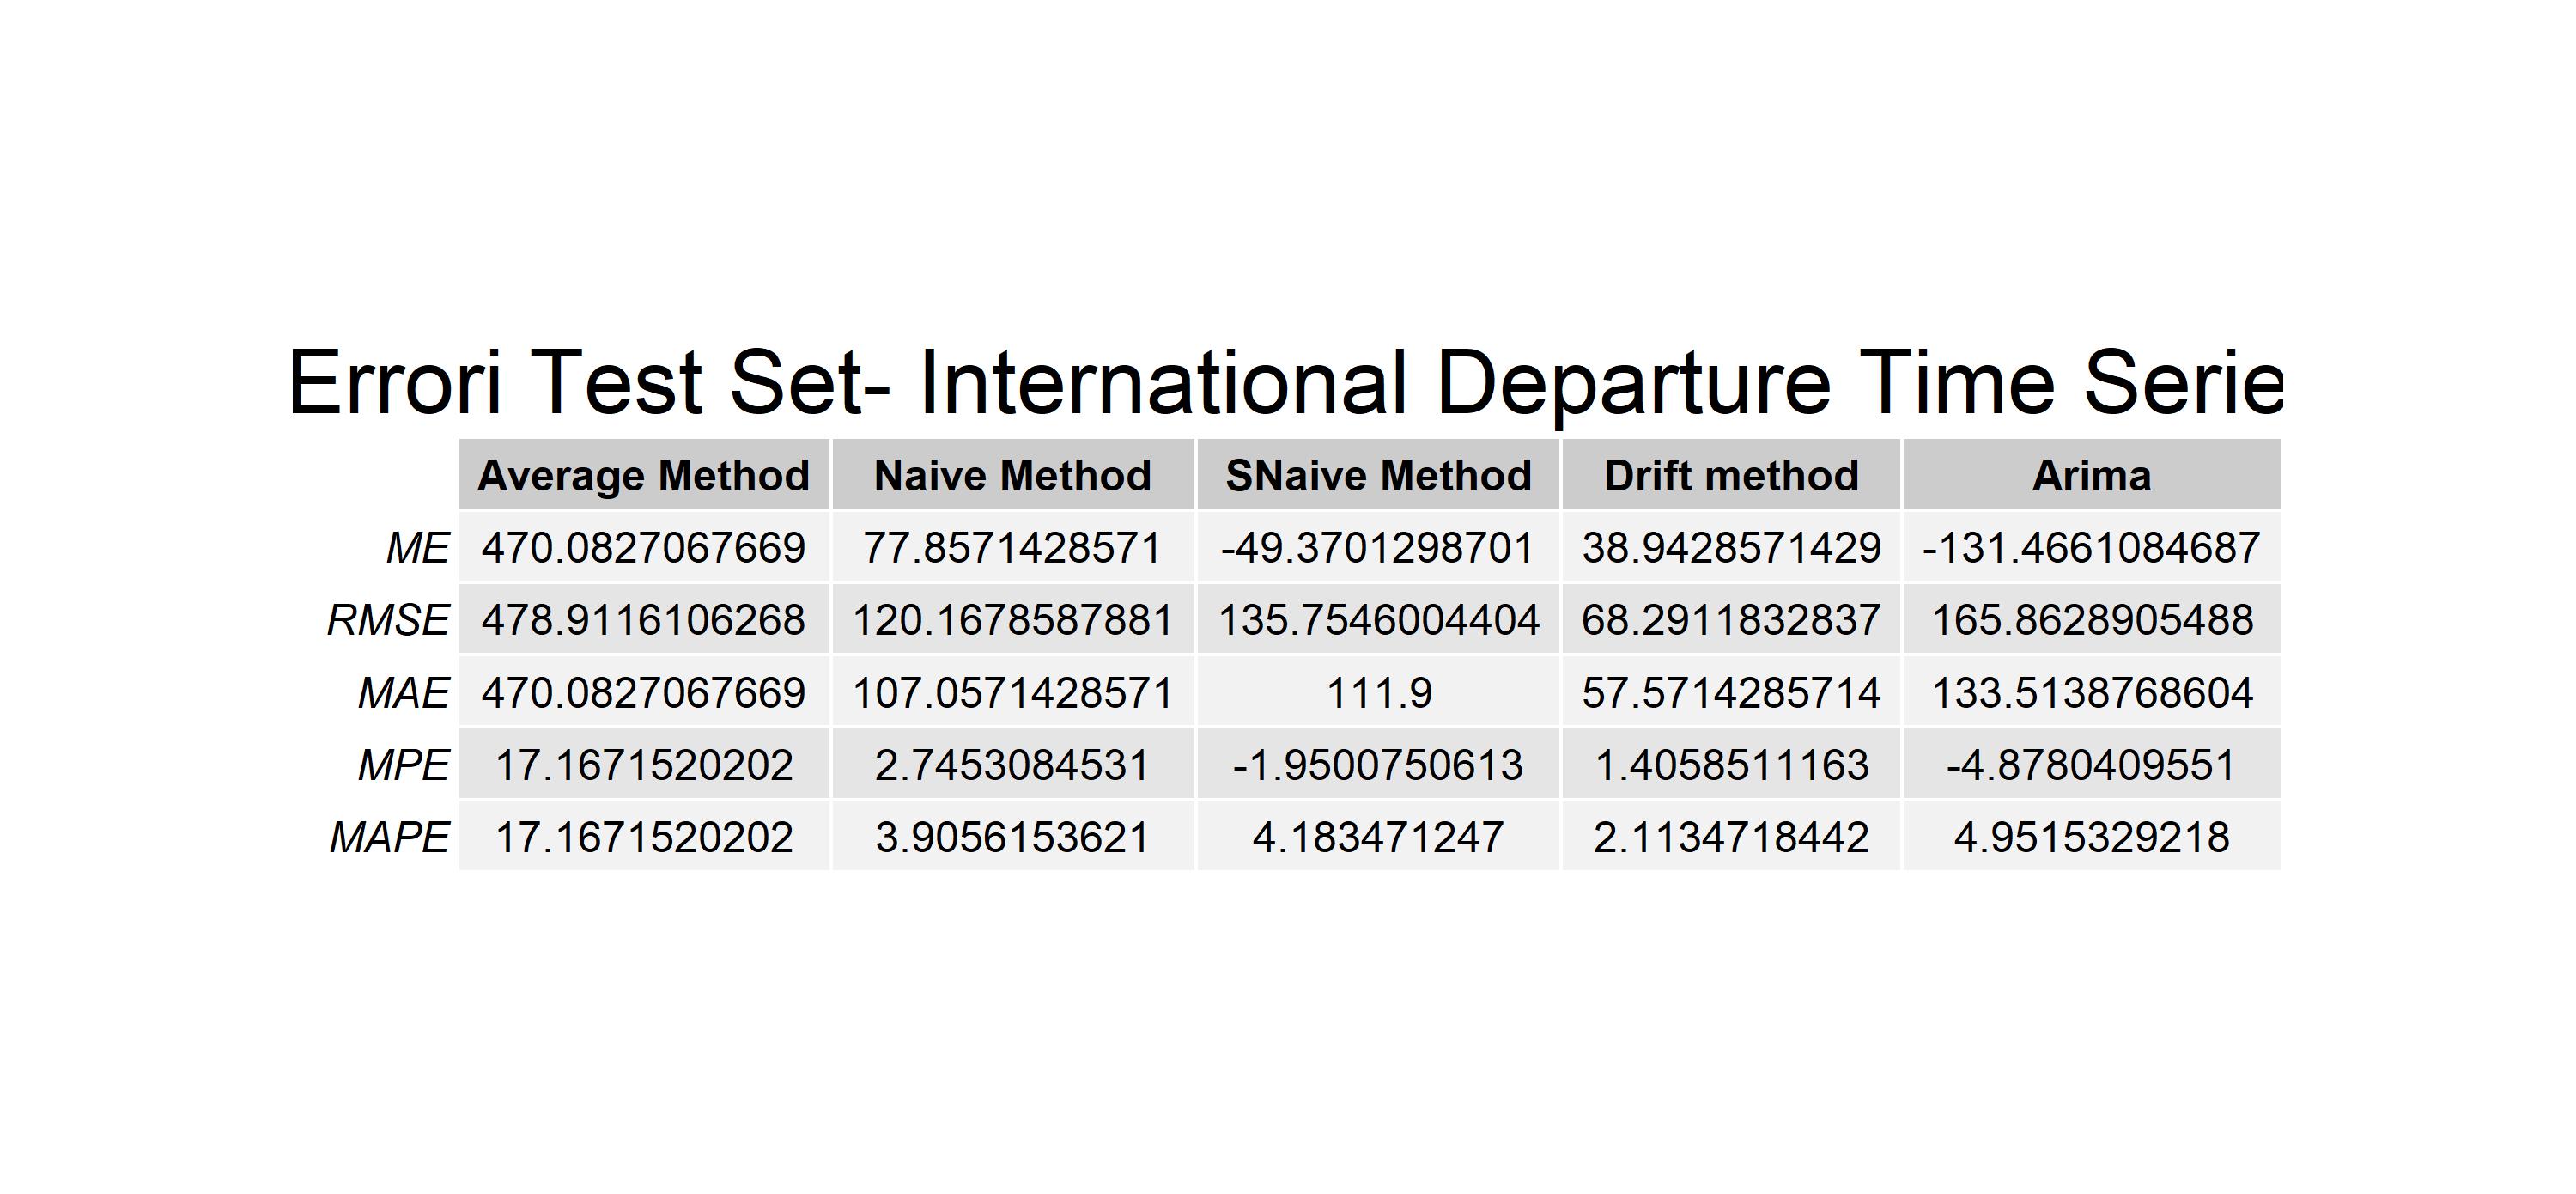 Errori Test Set- International Departure Time Serie
Average Method Naive Method SNaive Method Drift method Arima
ME 470.0827067669 77.8571428571 -49.3701298701 38.9428571429 -131.4661084687
RMSE 478.9116106268 120.1678587881 135.7546004404 68.2911832837 165.8628905488
MAE 470.0827067669 107.0571428571 111.9 57.5714285714 133.5138768604
MPE 17.1671520202 2.7453084531 -1.9500750613 1.4058511163 -4.8780409551
MAPE 17.1671520202 3.9056153621 4.183471247 2.1134718442 4.9515329218